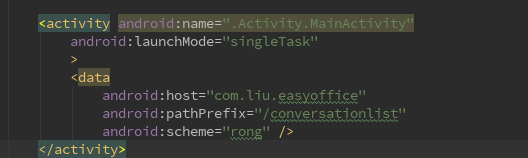 <activity android:name=".Activity.MainActivity"
android:launchMode="singleTask"
>
<data
android:host="com.liu.easyoffice"
android:pathPrefix="/conversationlist"
android:scheme="rong" />
</activity>